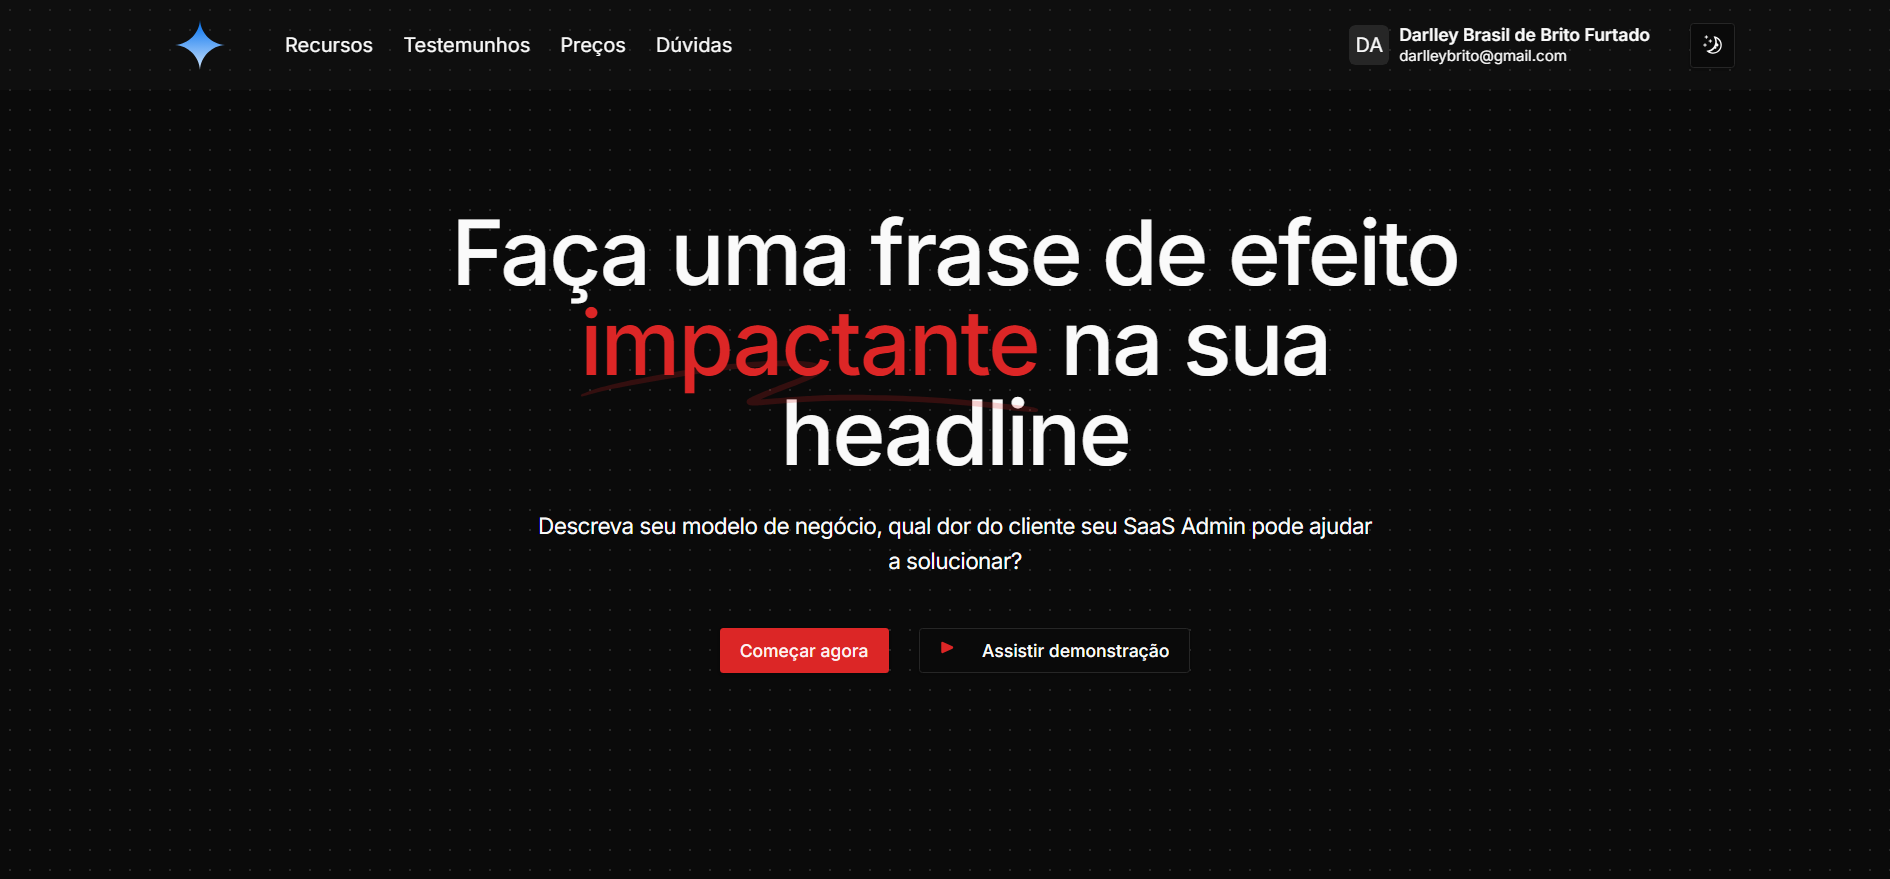 Recursos Testemunhos Preços Dúvidas
DA
Darlley Brasil de Brito Furtado
darlleybrito@gmail.com
Faça uma frase de efeito
impactante na sua
headline
Descreva seu modelo de negócio, qual dor do cliente seu SaaS Admin pode ajudar
a solucionar?
Começar agora
Assistir demonstração